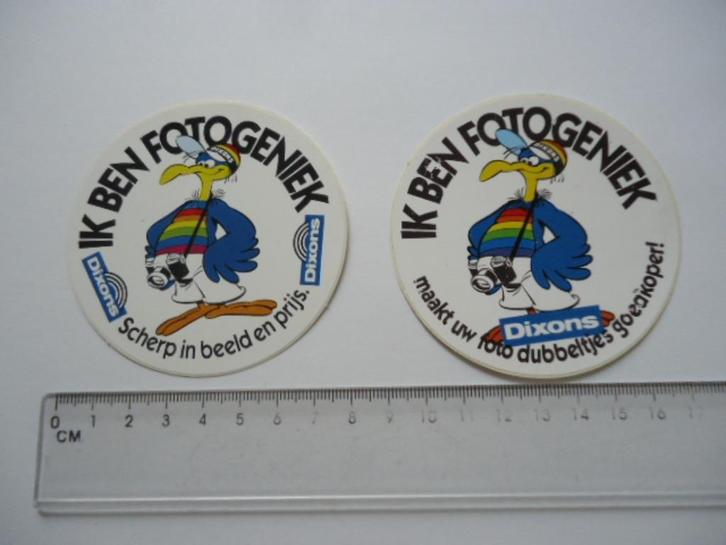 IK BEN FOTOGENIEK
Dixons
Dixons
Scherp in beeld en prijs.
IK BEN FOTOGENIEK
Dixons
maakt uw foto dubbeltjes goedkoper!
0 1 2 3 4 5 6 7 8 9 10 11 12 13 14 15 16 17
CM